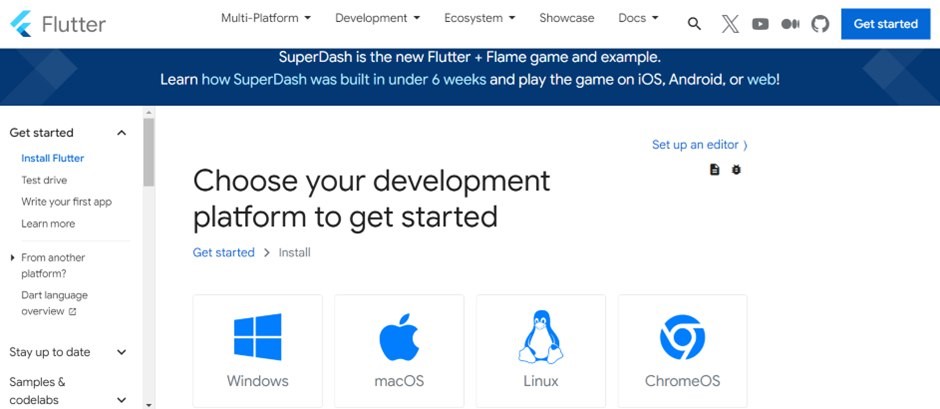 Flutter
Multi-Platform
Development
Ecosystem
Showcase
Docs
Get started
SuperDash is the new Flutter + Flame game and example.
Learn how SuperDash was built in under 6 weeks and play the game on iOS, Android, or web!
Get started
Install Flutter
Test drive
Write your first app
Learn more
From another
platform?
Dart language
overview
Stay up to date
Samples &
codelabs
Set up an editor
Choose your development
platform to get started
Get started > Install
Windows
macOS
Linux
ChromeOS